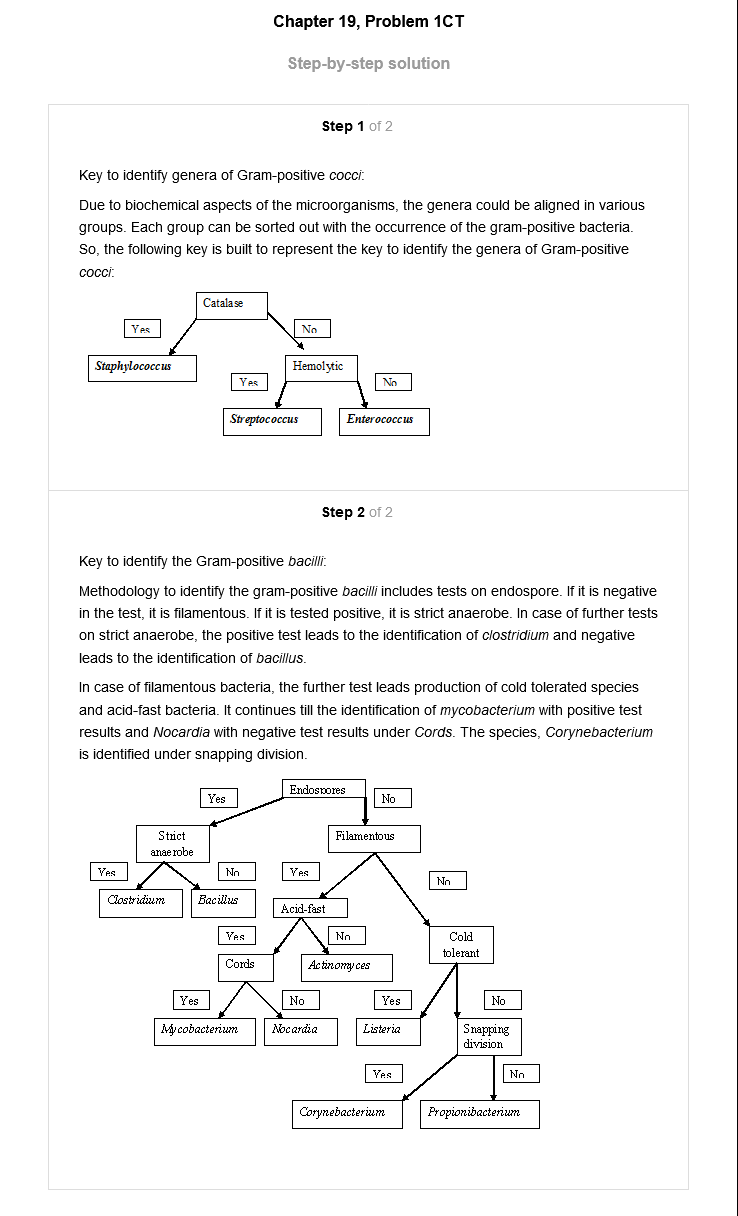 Chapter 19, Problem 1CT
Step-by-step solution
Step 1 of 2
Key to identify genera of Gram-positive cocci:
Due to biochemical aspects of the microorganisms, the genera could be aligned in various
groups. Each group can be sorted out with the occurrence of the gram-positive bacteria.
So, the following key is built to represent the key to identify the genera of Gram-positive
cocci:
Catalase
Yes
No
Staphylococcus
Hemolytic
Yes
No
Streptococcus
Enterococcus
Step 2 of 2
Key to identify the Gram-positive bacilli:
Methodology to identify the gram-positive bacilli includes tests on endospore. If it is negative
in the test, it is filamentous. If it is tested positive, it is strict anaerobe. In case of further tests
on strict anaerobe, the positive test leads to the identification of clostridium and negative
leads to the identification of bacillus.
In case of filamentous bacteria, the further test leads production of cold tolerated species
and acid-fast bacteria. It continues till the identification of mycobacterium with positive test
results and Nocardia with negative test results under Cords. The species, Corynebacterium
is identified under snapping division.
Endospores
Yes
No
Strict
anaerobe
Filamentous
Yes
No
Yes
No
Clostridium
Bacillus
Acid-fast
Yes
No
Cold
tolerant
Cords
Actinomyces
Yes
No
Yes
No
Mycobacterium
Nocardia
Listeria
Snapping
division
Yes
No
Corynebacterium
Propionibacterium